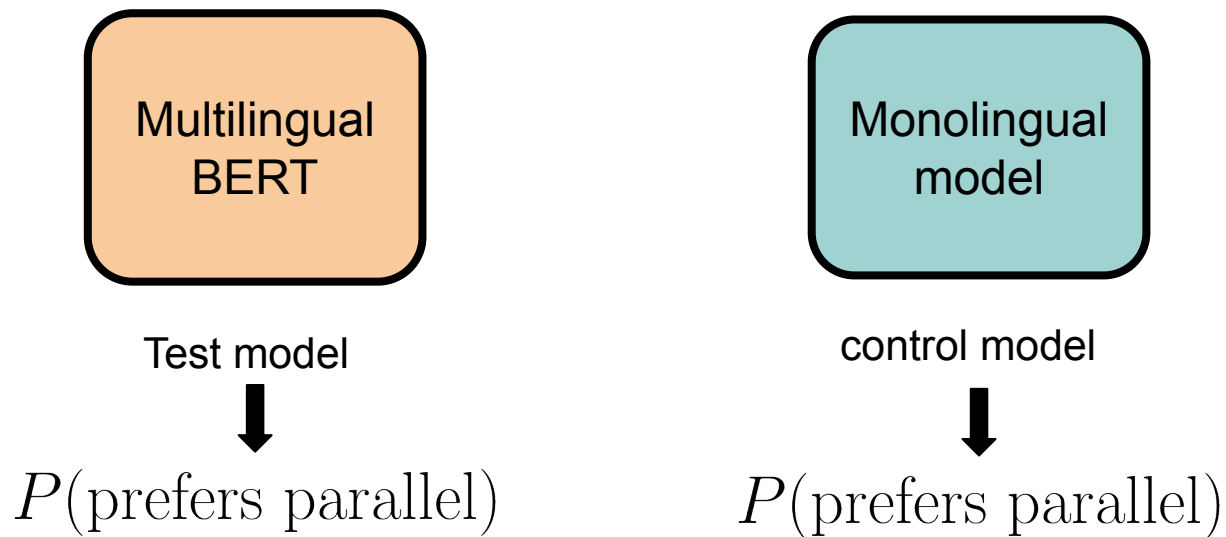 Multilingual
BERT
Test model
P(prefers parallel)
Monolingual
model
control model
P(prefers parallel)